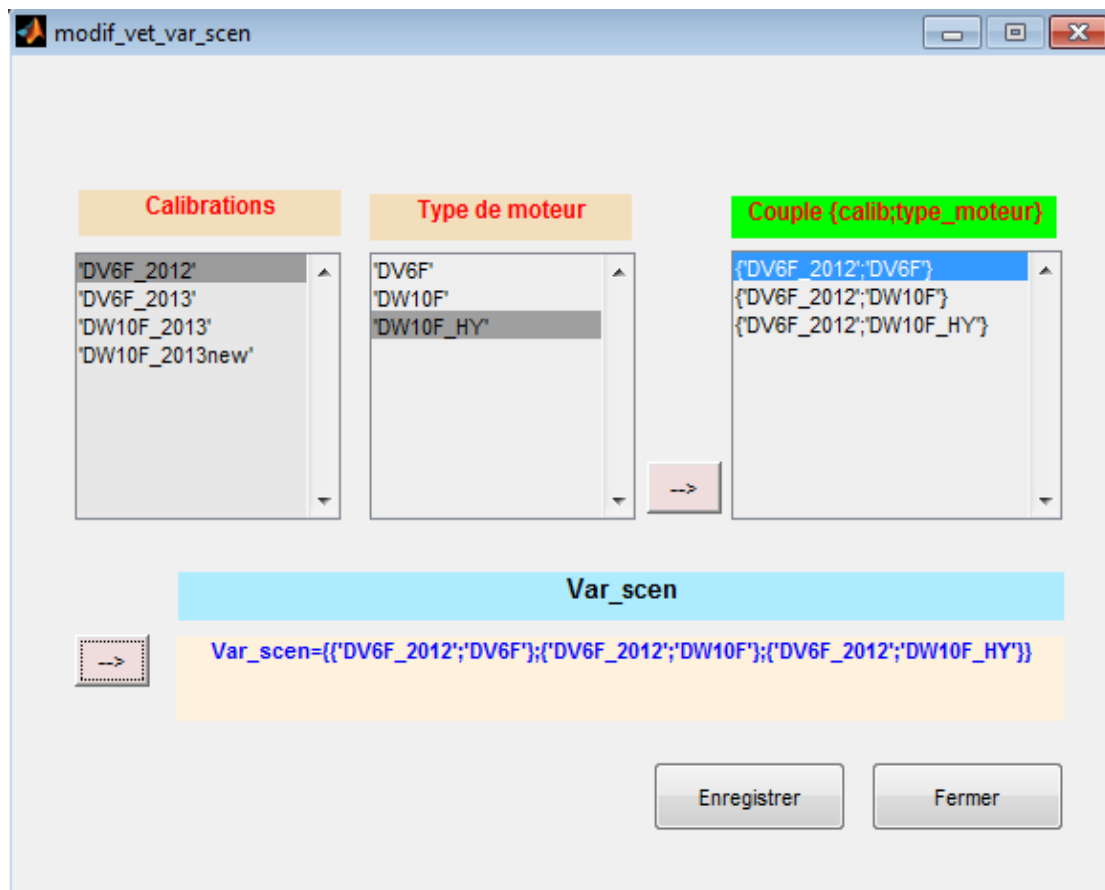 modif_vet_var_scen
Calibrations
Type de moteur
Couple {calib;type_moteur}
'DV6F_2012'
'DV6F_2013'
'DW10F_2013'
'DW10F_2013new'
'DV6F'
'DW10F'
'DW10F_HY'
{'DV6F_2012';'DV6F'}
{'DV6F_2012';'DW10F'}
{'DV6F_2012';'DW10F_HY'}
-->
Var_scen
-->
Var_scen={{'DV6F_2012';'DV6F'};{'DV6F_2012';'DW10F'};{'DV6F_2012';'DW10F_HY'}}
Enregistrer
Fermer